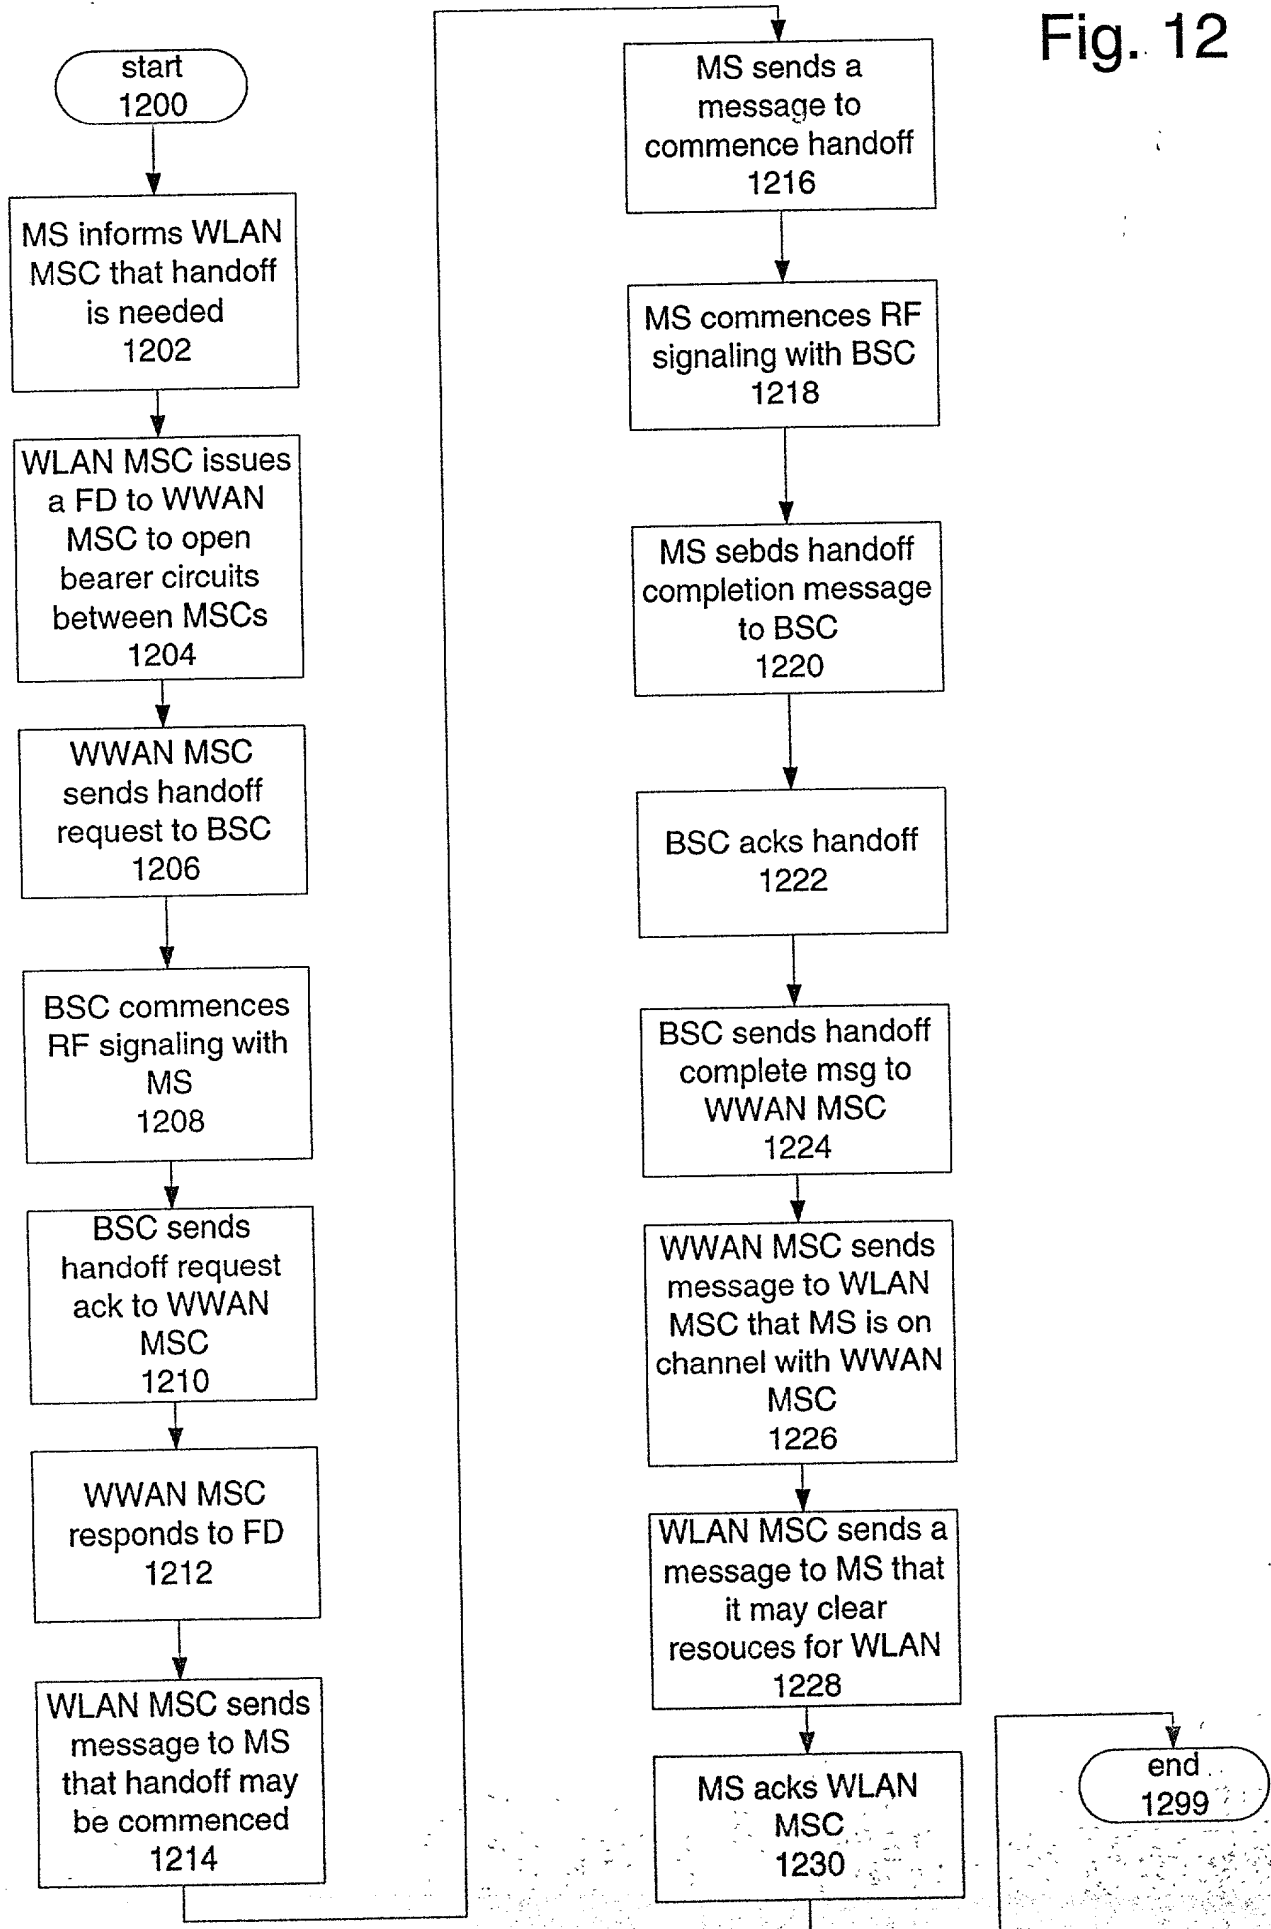 Fig. 12
start
1200
MS informs WLAN
MSC that handoff
is needed
1202
WLAN MSC issues
a FD to WWAN
MSC to open
bearer circuits
between MSCs
1204
WWAN MSC
sends handoff
request to BSC
1206
BSC commences
RF signaling with
MS
1208
BSC sends
handoff request
ack to WWAN
MSC
1210
WWAN MSC
responds to FD
1212
WLAN MSC sends
message to MS
that handoff may
be commenced
1214
MS sends a
message to
commence handoff
1216
MS commences RF
signaling with BSC
1218
MS sebds handoff
completion message
to BSC
1220
BSC acks handoff
1222
BSC sends handoff
complete msg to
WWAN MSC
1224
WWAN MSC sends
message to WLAN
MSC that MS is on
channel with WWAN
MSC
1226
WLAN MSC sends a
message to MS that
it may clear
resouces for WLAN
1228
MS acks WLAN
MSC
1230
end
1299